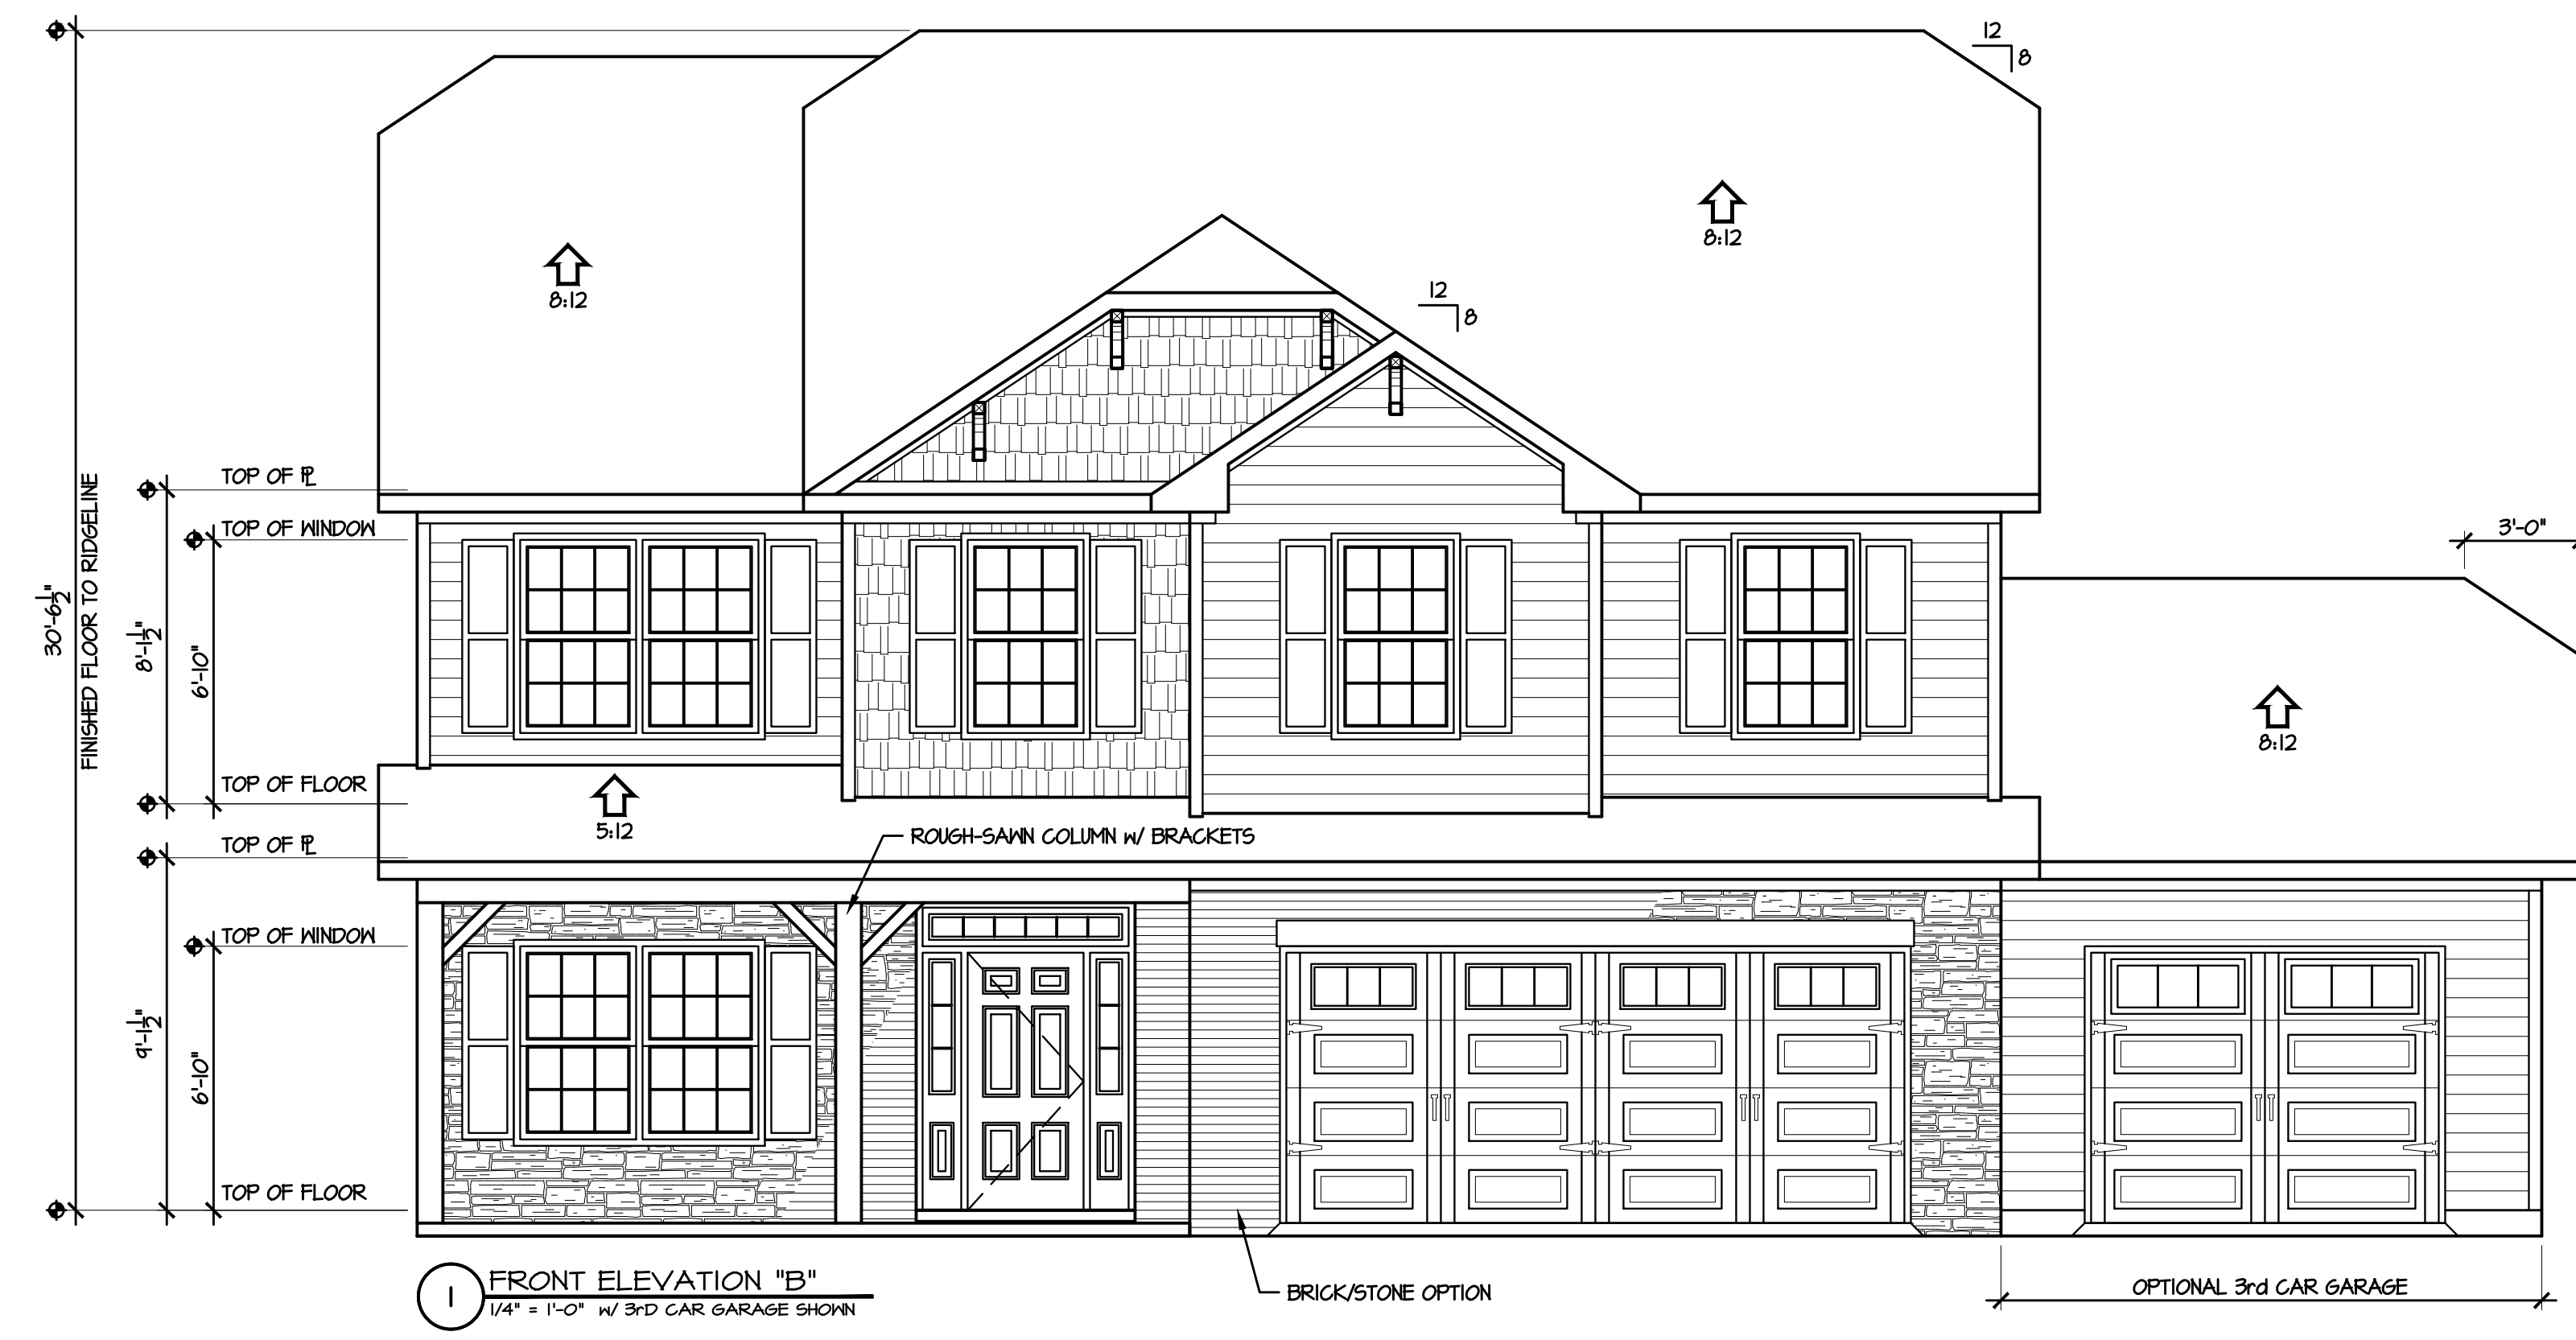 12
8
8:12
8:12
12
8
TOP OF PL
TOP OF WINDOW
3'-0"
30'-6 1/2"
FINISHED FLOOR TO RIDGELINE
8'-1 1/2"
6'-10"
8:12
TOP OF FLOOR
5:12
TOP OF PL
ROUGH-SAWN COLUMN w/ BRACKETS
TOP OF WINDOW
9'-1 1/2"
6'-10"
TOP OF FLOOR
1
FRONT ELEVATION "B"
1/4" = 1'-0" w/ 3rD CAR GARAGE SHOWN
BRICK/STONE OPTION
OPTIONAL 3rd CAR GARAGE